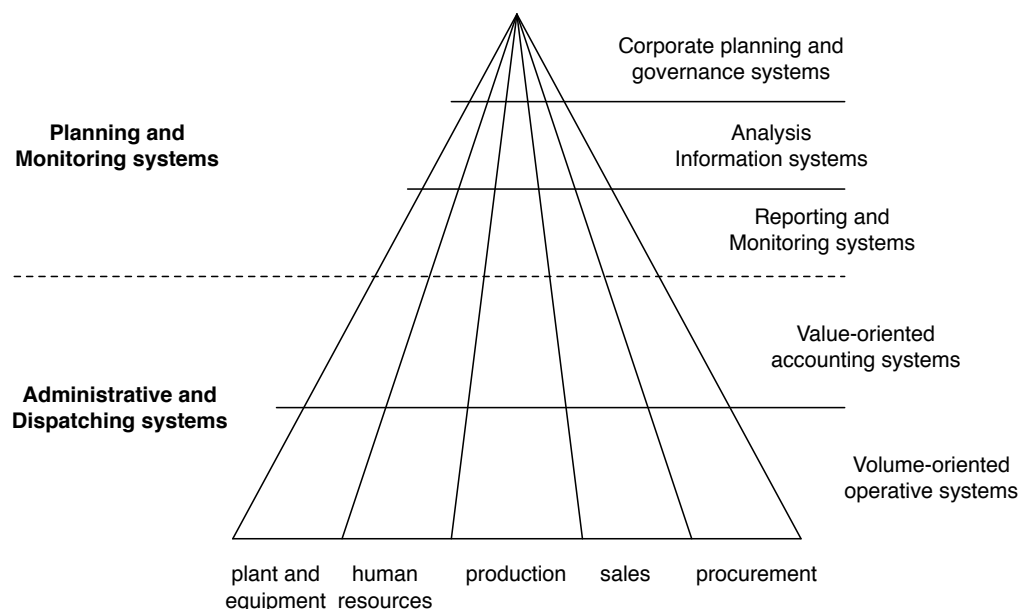 Corporate planning and
governance systems
Planning and
Monitoring systems
Analysis
Information systems
Reporting and
Monitoring systems
Value-oriented
accounting systems
Administrative and
Dispatching systems
Volume-oriented
operative systems
plant and
equipment
human
resources
production
sales
procurement